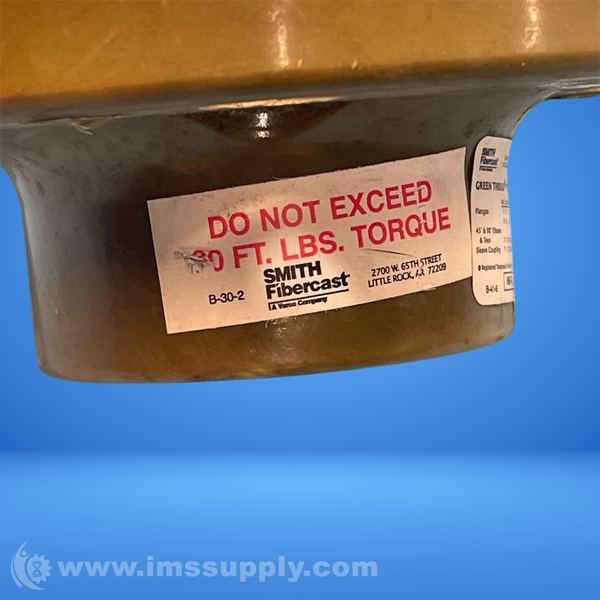 DO NOT EXCEED
FT. LBS. TORQUE
SMITH
Fibercast
A Varco Company
B-30-2
2700 W. 65TH STREET
LITTLE ROCK, AR 72209
SMITH
Fibercast
GREEN THREAD
Flanges
45° & 90° Elbows
& Tees
Sleeve Coupling
B-41-6
www.imssupply.com